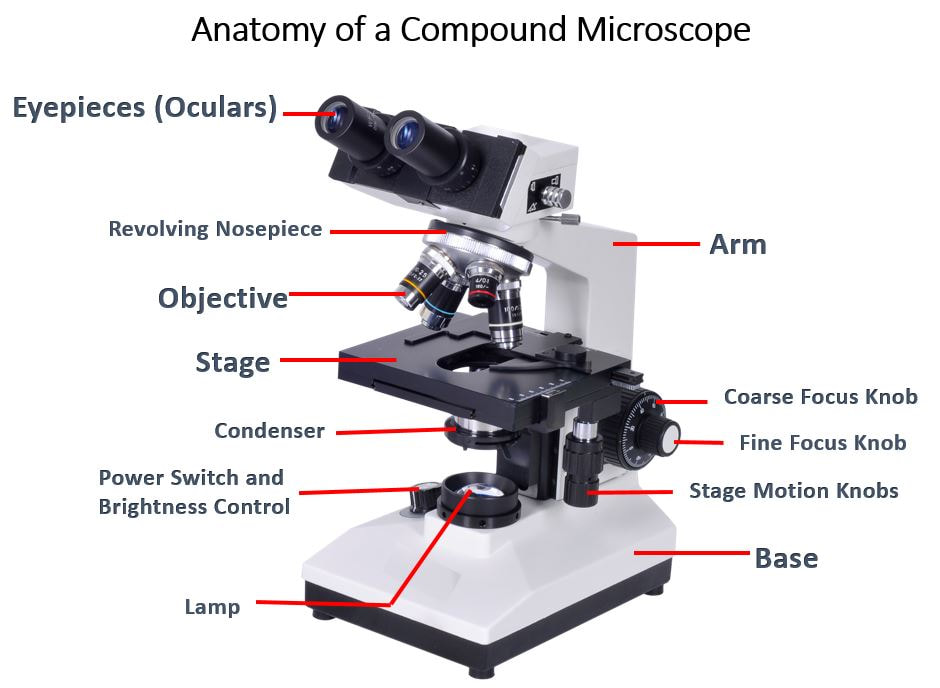 Anatomy of a Compound Microscope
Eyepieces (Oculars)
Revolving Nosepiece
Arm
Objective
Stage
Coarse Focus Knob
Condenser
Fine Focus Knob
Power Switch and
Brightness Control
Stage Motion Knobs
Base
Lamp